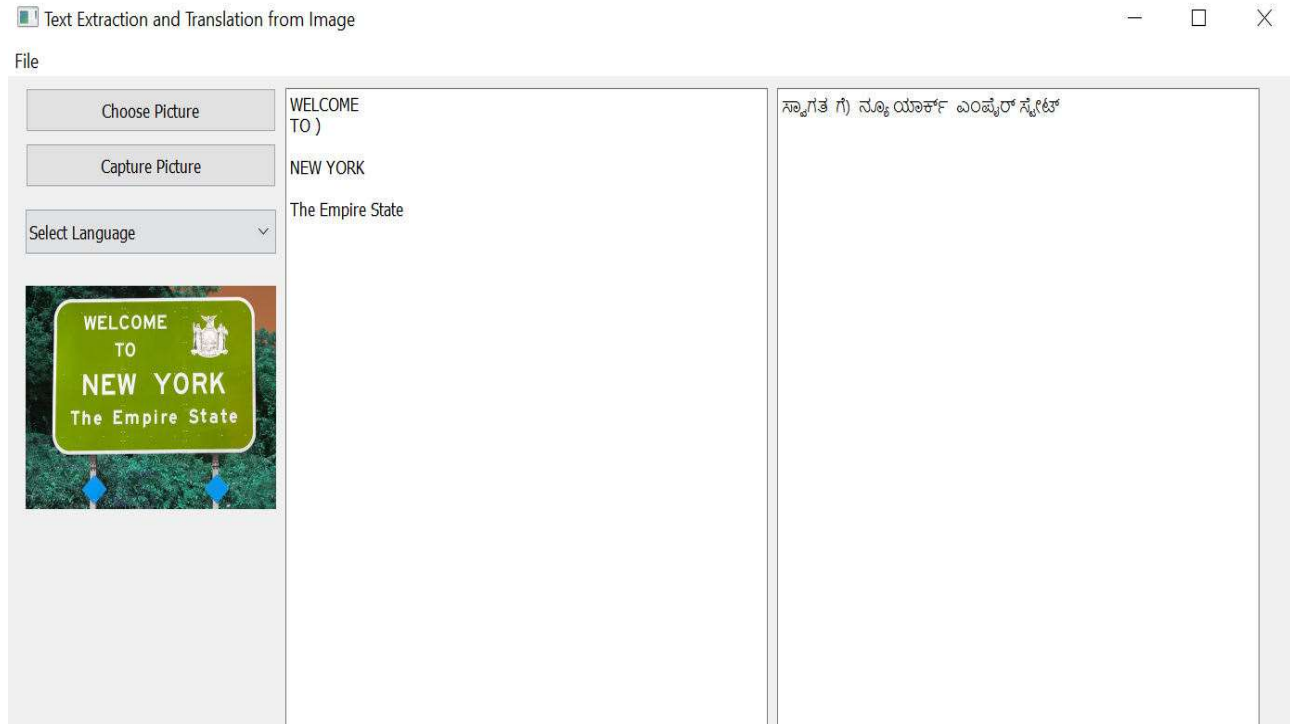 Text Extraction and Translation from Image
File
Choose Picture
Capture Picture
Select Language
WELCOME
TO
NEW YORK
The Empire State
WELCOME
TO )
NEW YORK
The Empire State
ಸ್ವಾಗತ ಗೆ) ನ್ಯೂ ಯಾರ್ಕ್ ಎಂಪೈರ್ ಸ್ಟೇಟ್